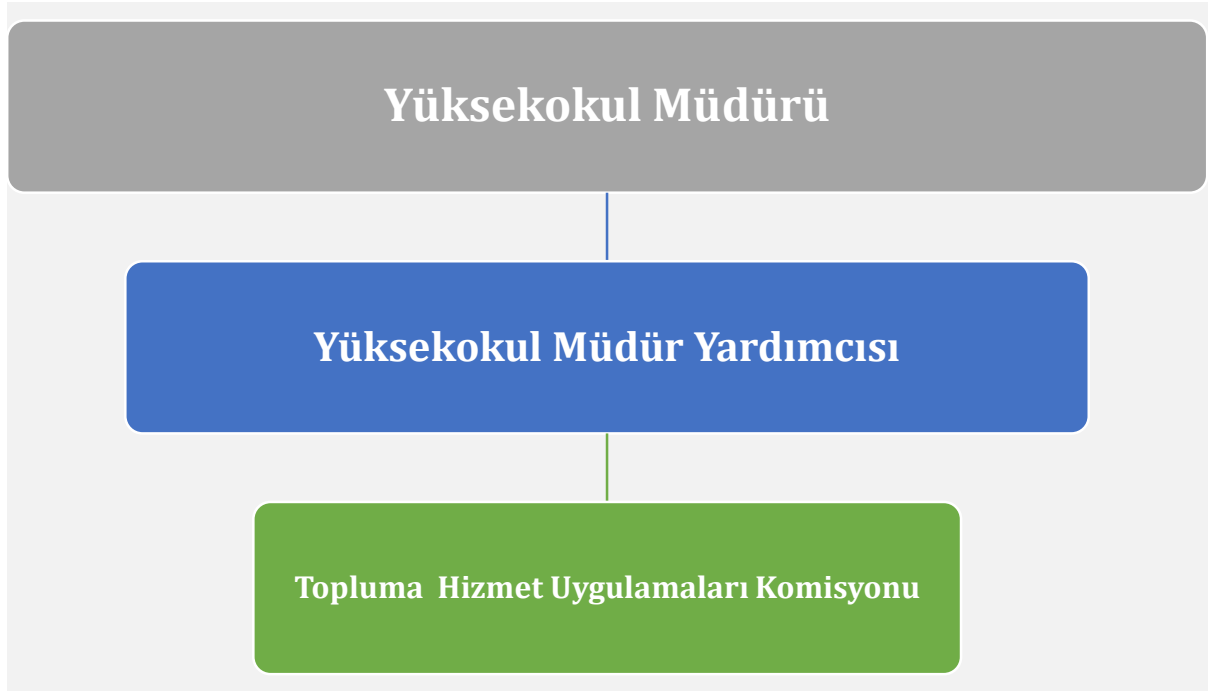 Yüksekokul Müdürü
Yüksekokul Müdür Yardımcısı
Topluma  Hizmet Uygulamaları Komisyonu